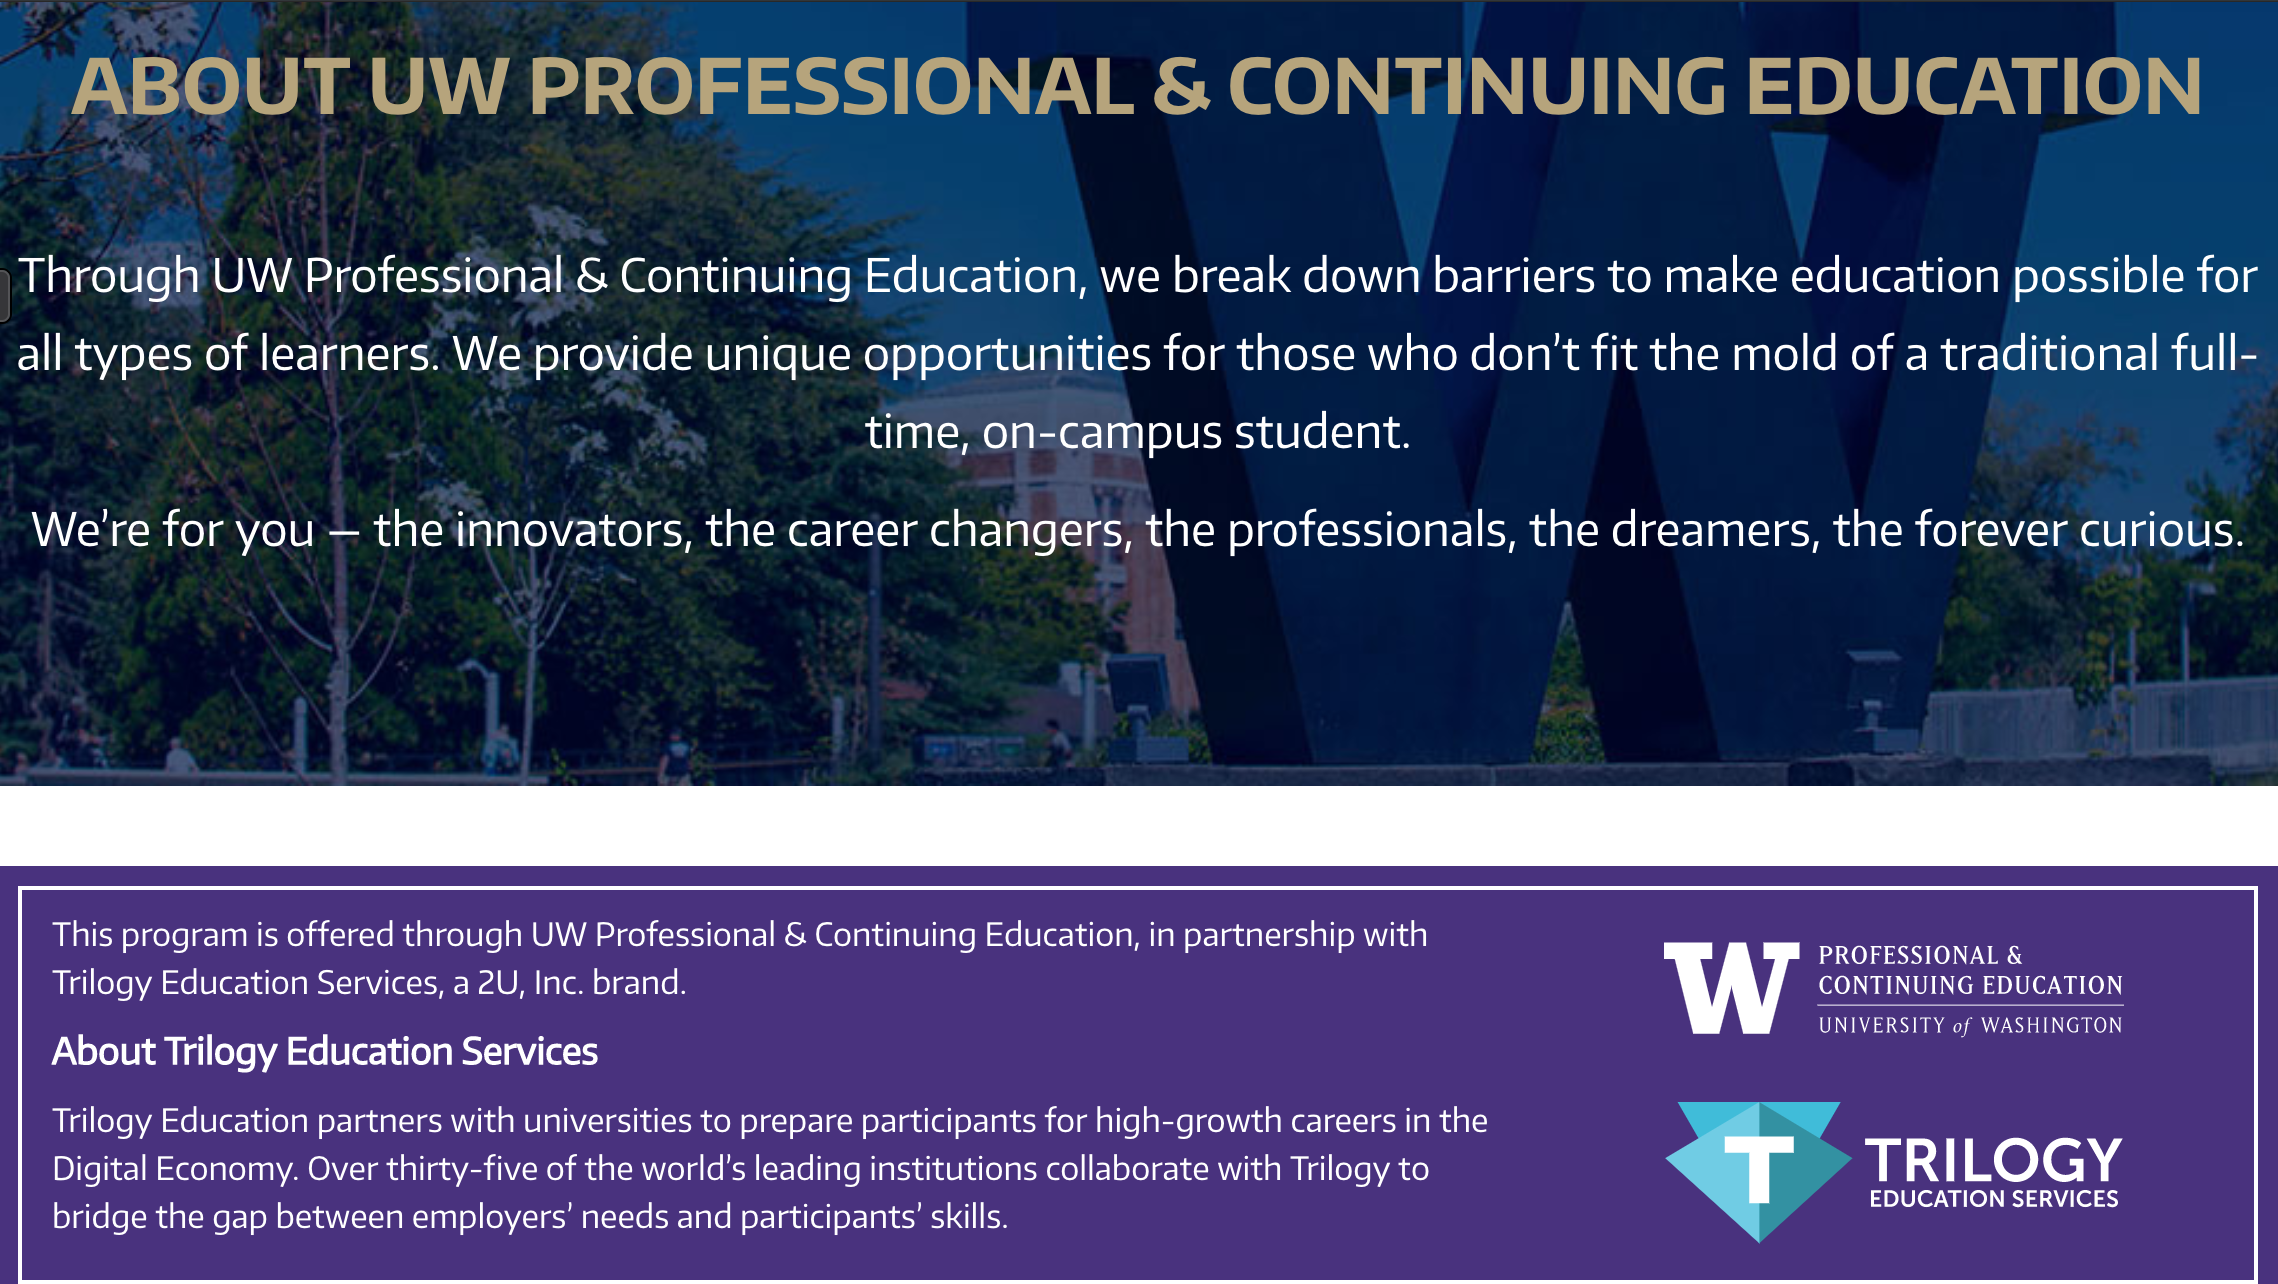 ABOUT UW PROFESSIONAL & CONTINUING EDUCATION
Through UW Professional & Continuing Education, we break down barriers to make education possible for
all types of learners. We provide unique opportunities for those who don’t fit the mold of a traditional full-
time, on-campus student.
We’re for you — the innovators, the career changers, the professionals, the dreamers, the forever curious.
This program is offered through UW Professional & Continuing Education, in partnership with
Trilogy Education Services, a 2U, Inc. brand.
About Trilogy Education Services
Trilogy Education partners with universities to prepare participants for high-growth careers in the
Digital Economy. Over thirty-five of the world’s leading institutions collaborate with Trilogy to
bridge the gap between employers’ needs and participants’ skills.
W
PROFESSIONAL &
CONTINUING EDUCATION
UNIVERSITY of WASHINGTON
T
TRILOGY
EDUCATION SERVICES